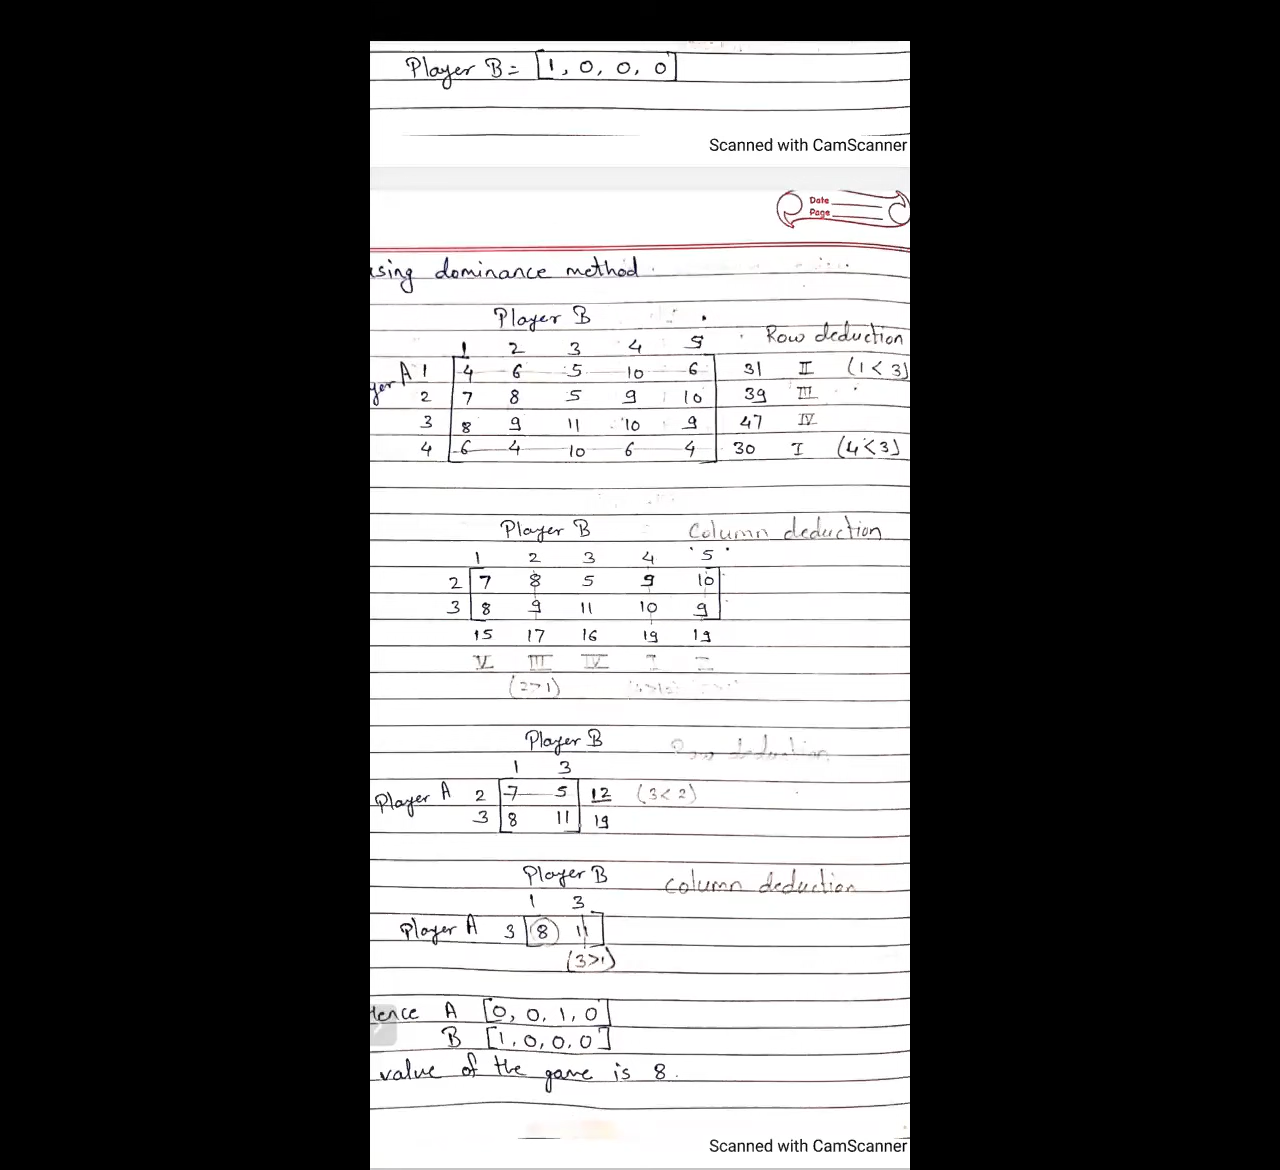 Player B = [1, 0, 0, 0]
Scanned with CamScanner
Date
Page
using dominance method.
Player B
Row deduction
1 2 3 4 5
Player A 1 4 6 5 10 6 31 II (1 < 3)
2 7 8 5 9 10 39 III
3 8 9 11 10 9 47 IV
4 6 4 10 6 4 30 I (4 < 3)
Player B Column deduction
1 2 3 4 5
2 7 8 5 9 10
3 8 9 11 10 9
15 17 16 19 19
V III IV I
(2>1)
Player B Row deduction
1 3
Player A 2 7 5 12 (3<2)
3 8 11 19
Player B column deduction
1 3
Player A 3 8 11
(3>1)
Hence A [0, 0, 1, 0]
B [1, 0, 0, 0]
value of the game is 8.
Scanned with CamScanner